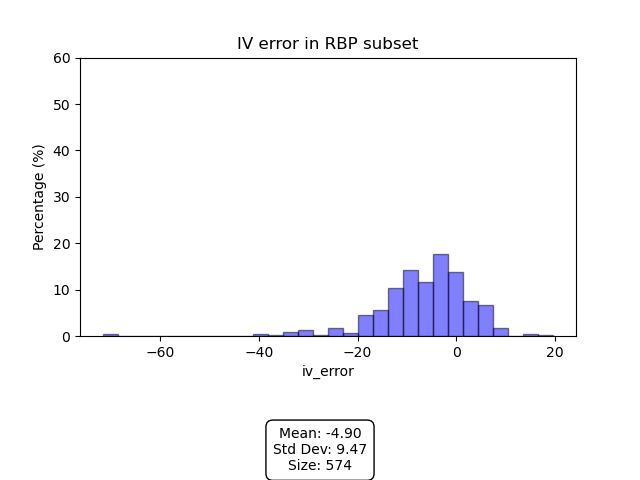 IV error in RBP subset
60
50
40
30
20
10
0
Percentage (%)
−60
−40
−20
0
20
iv_error
Mean: -4.90
Std Dev: 9.47
Size: 574